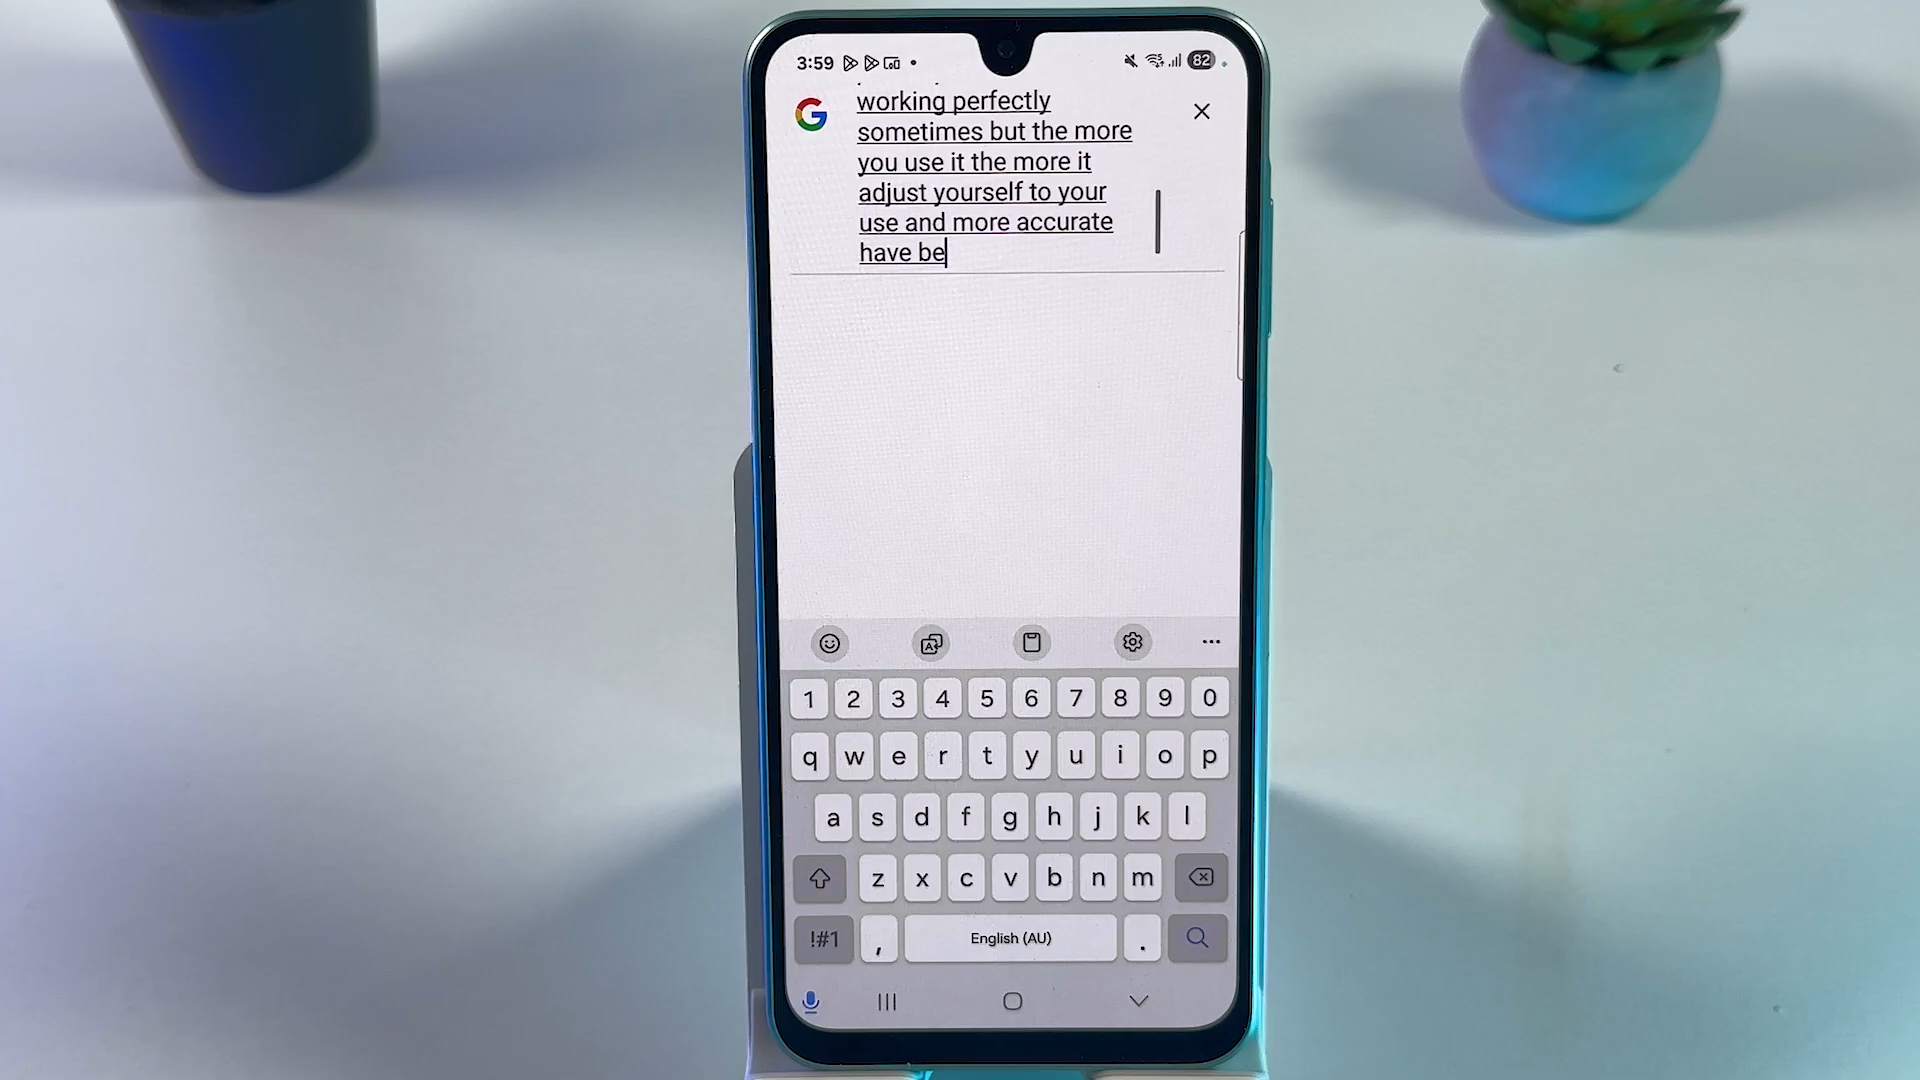 3:59
82
working perfectly
sometimes but the more
you use it the more it
adjust yourself to your
use and more accurate
have be
1 2 3 4 5 6 7 8 9 0
q w e r t y u i o p
a s d f g h j k l
z x c v b n m
!#1 , English (AU) .